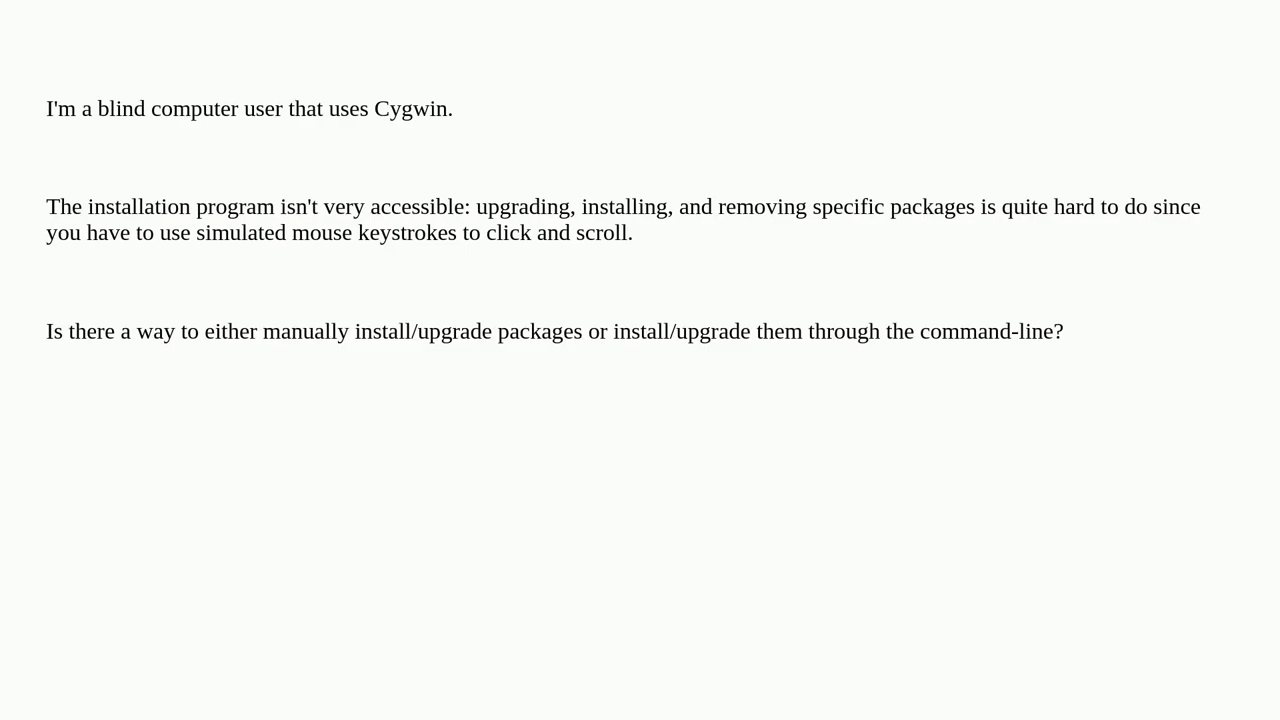 I'm a blind computer user that uses Cygwin.
The installation program isn't very accessible: upgrading, installing, and removing specific packages is quite hard to do since
you have to use simulated mouse keystrokes to click and scroll.
Is there a way to either manually install/upgrade packages or install/upgrade them through the command-line?